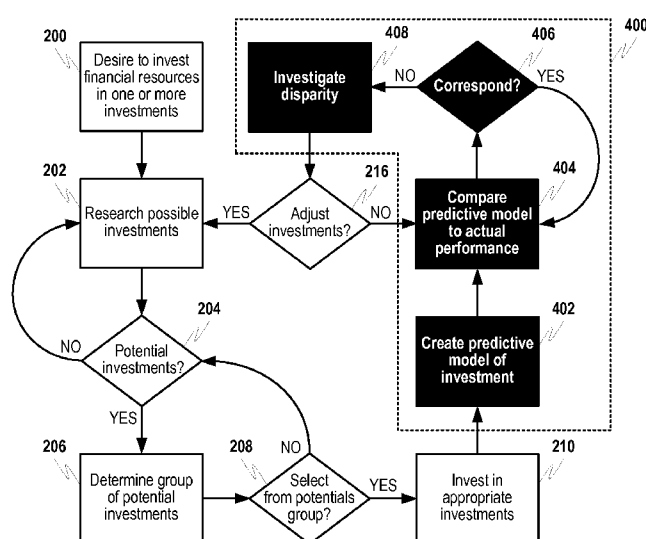 200
Desire to invest
financial resources
in one or more
investments
408
Investigate
disparity
NO
406
Correspond?
YES
400
202
Research possible
investments
YES
216
Adjust
investments?
NO
404
Compare
predictive model
to actual
performance
204
Potential
investments?
NO
YES
402
Create predictive
model of
investment
206
Determine group
of potential
investments
208
NO
Select
from potentials
group?
YES
210
Invest in
appropriate
investments